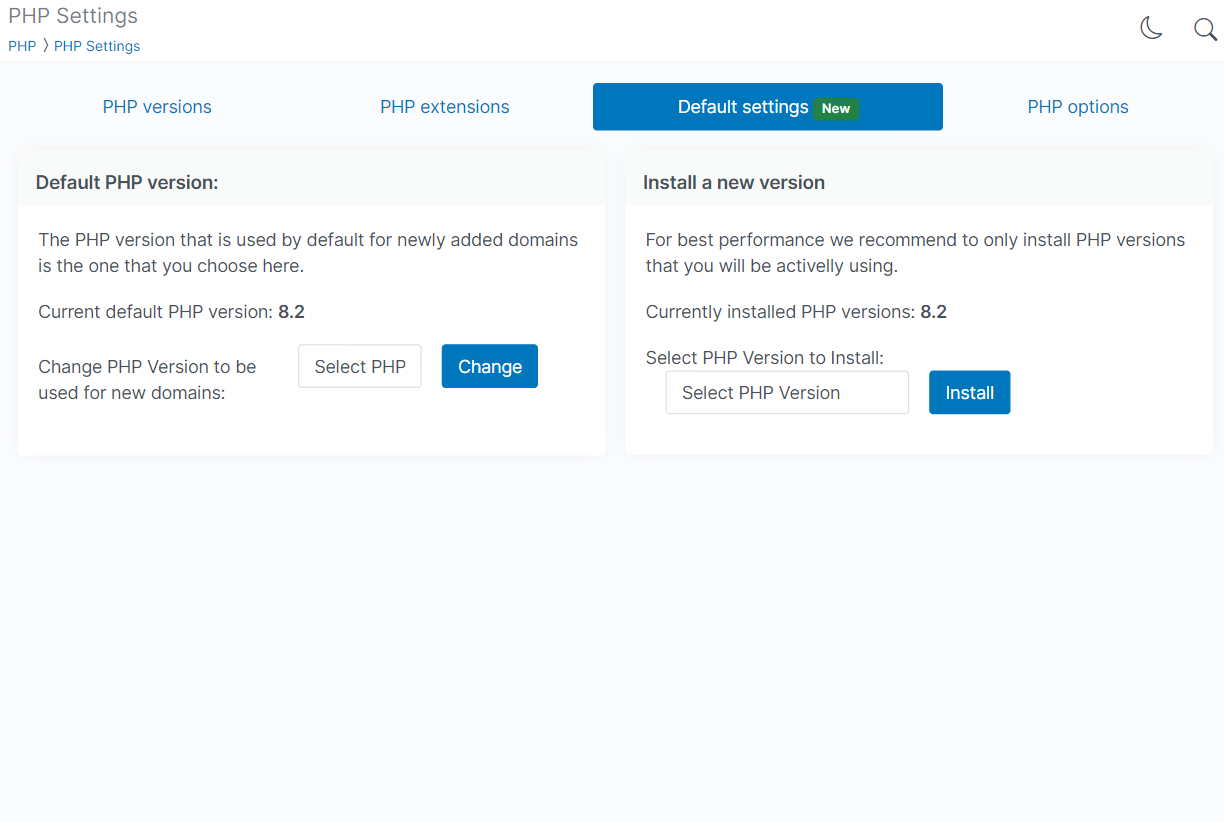 PHP Settings
PHP 〉 PHP Settings
PHP versions
PHP extensions
Default settings New
PHP options
Default PHP version:
The PHP version that is used by default for newly added domains
is the one that you choose here.
Current default PHP version: 8.2
Change PHP Version to be
used for new domains:
Select PHP
Change
Install a new version
For best performance we recommend to only install PHP versions
that you will be activelly using.
Currently installed PHP versions: 8.2
Select PHP Version to Install:
Select PHP Version
Install